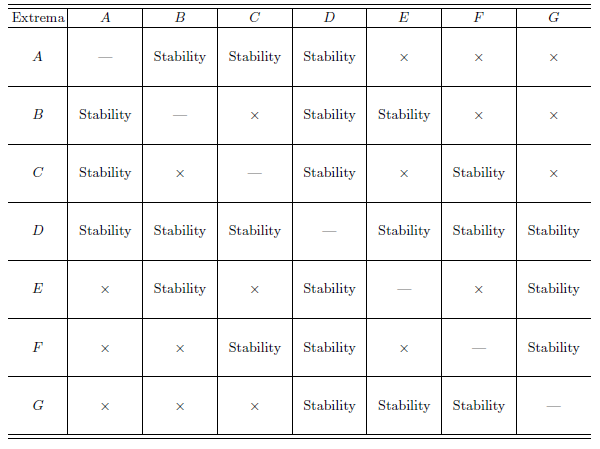 Extrema A B C D E F G
A — Stability Stability Stability × × ×
B Stability — × Stability Stability × ×
C Stability × — Stability × Stability ×
D Stability Stability Stability — Stability Stability Stability
E × Stability × Stability — × Stability
F × × Stability Stability × — Stability
G × × × Stability Stability Stability —